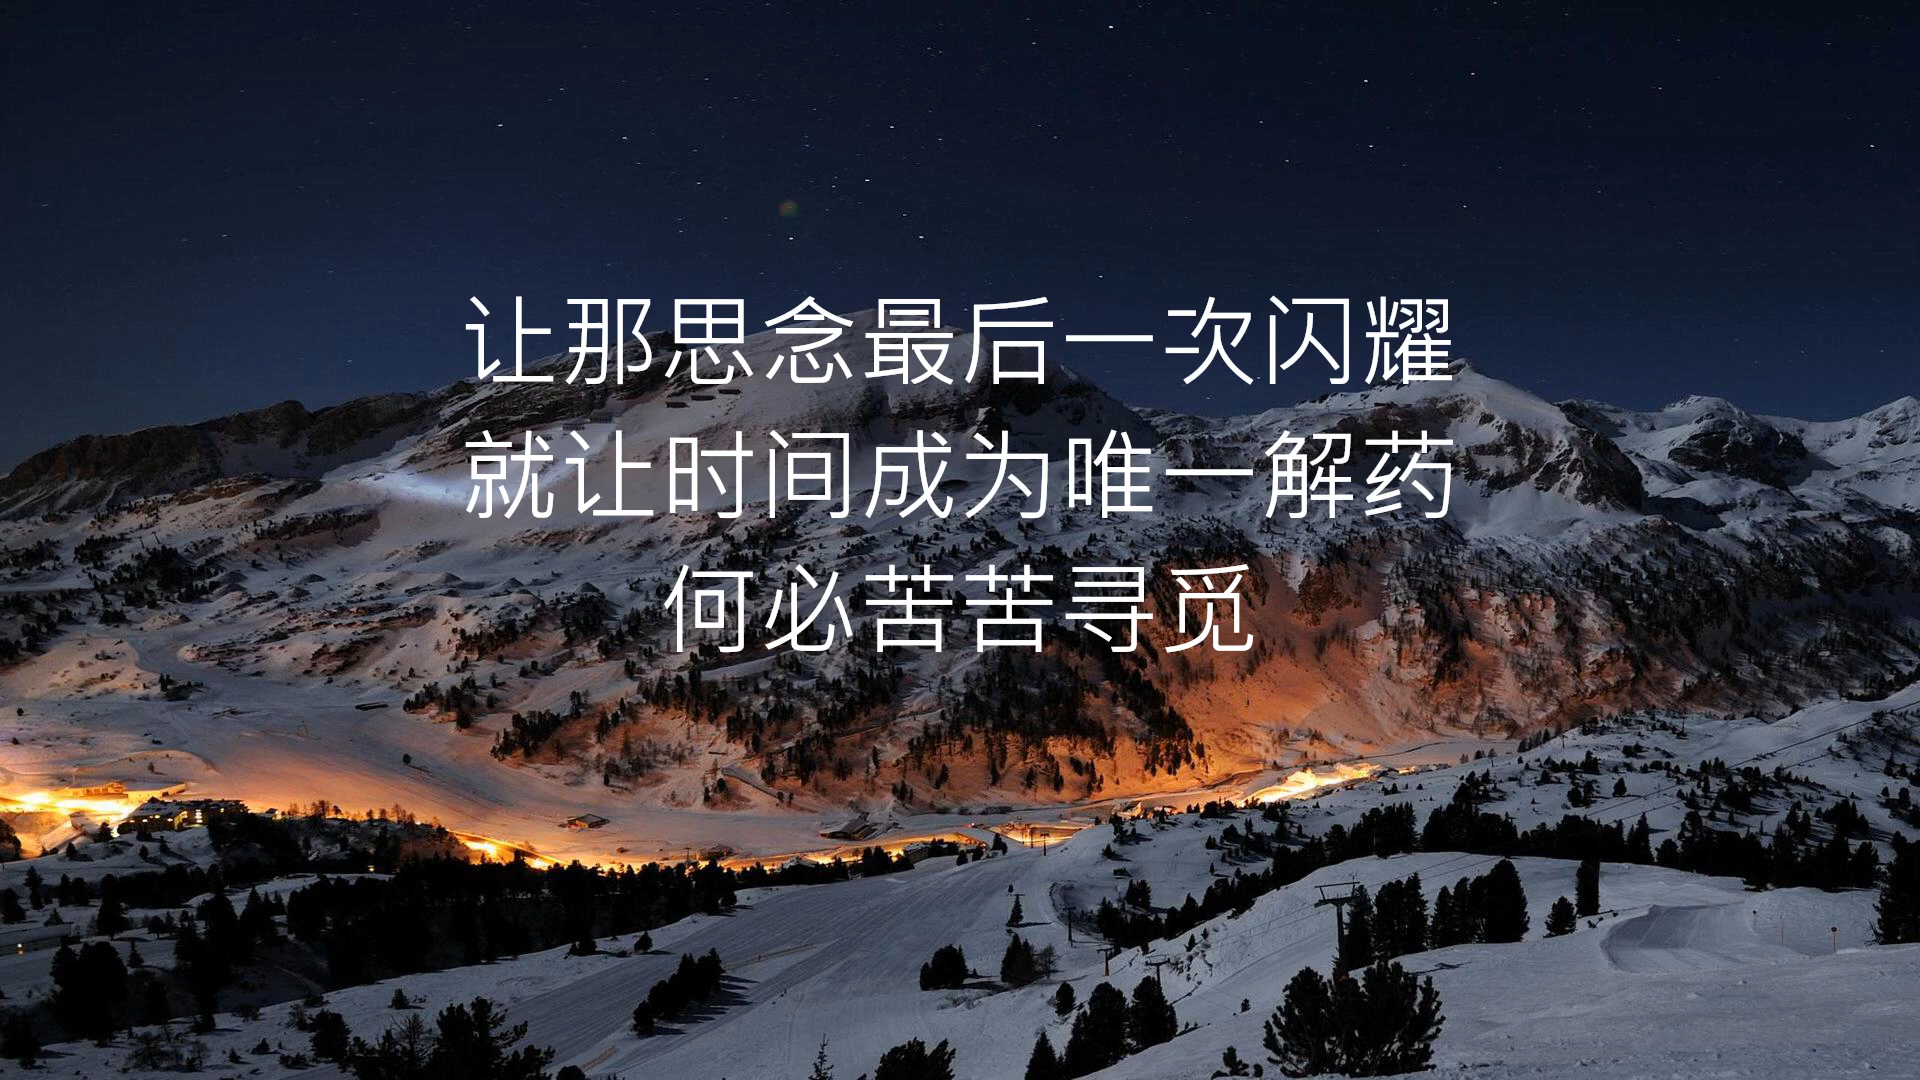 让那思念最后一次闪耀
就让时间成为唯一解药
何必苦苦寻觅